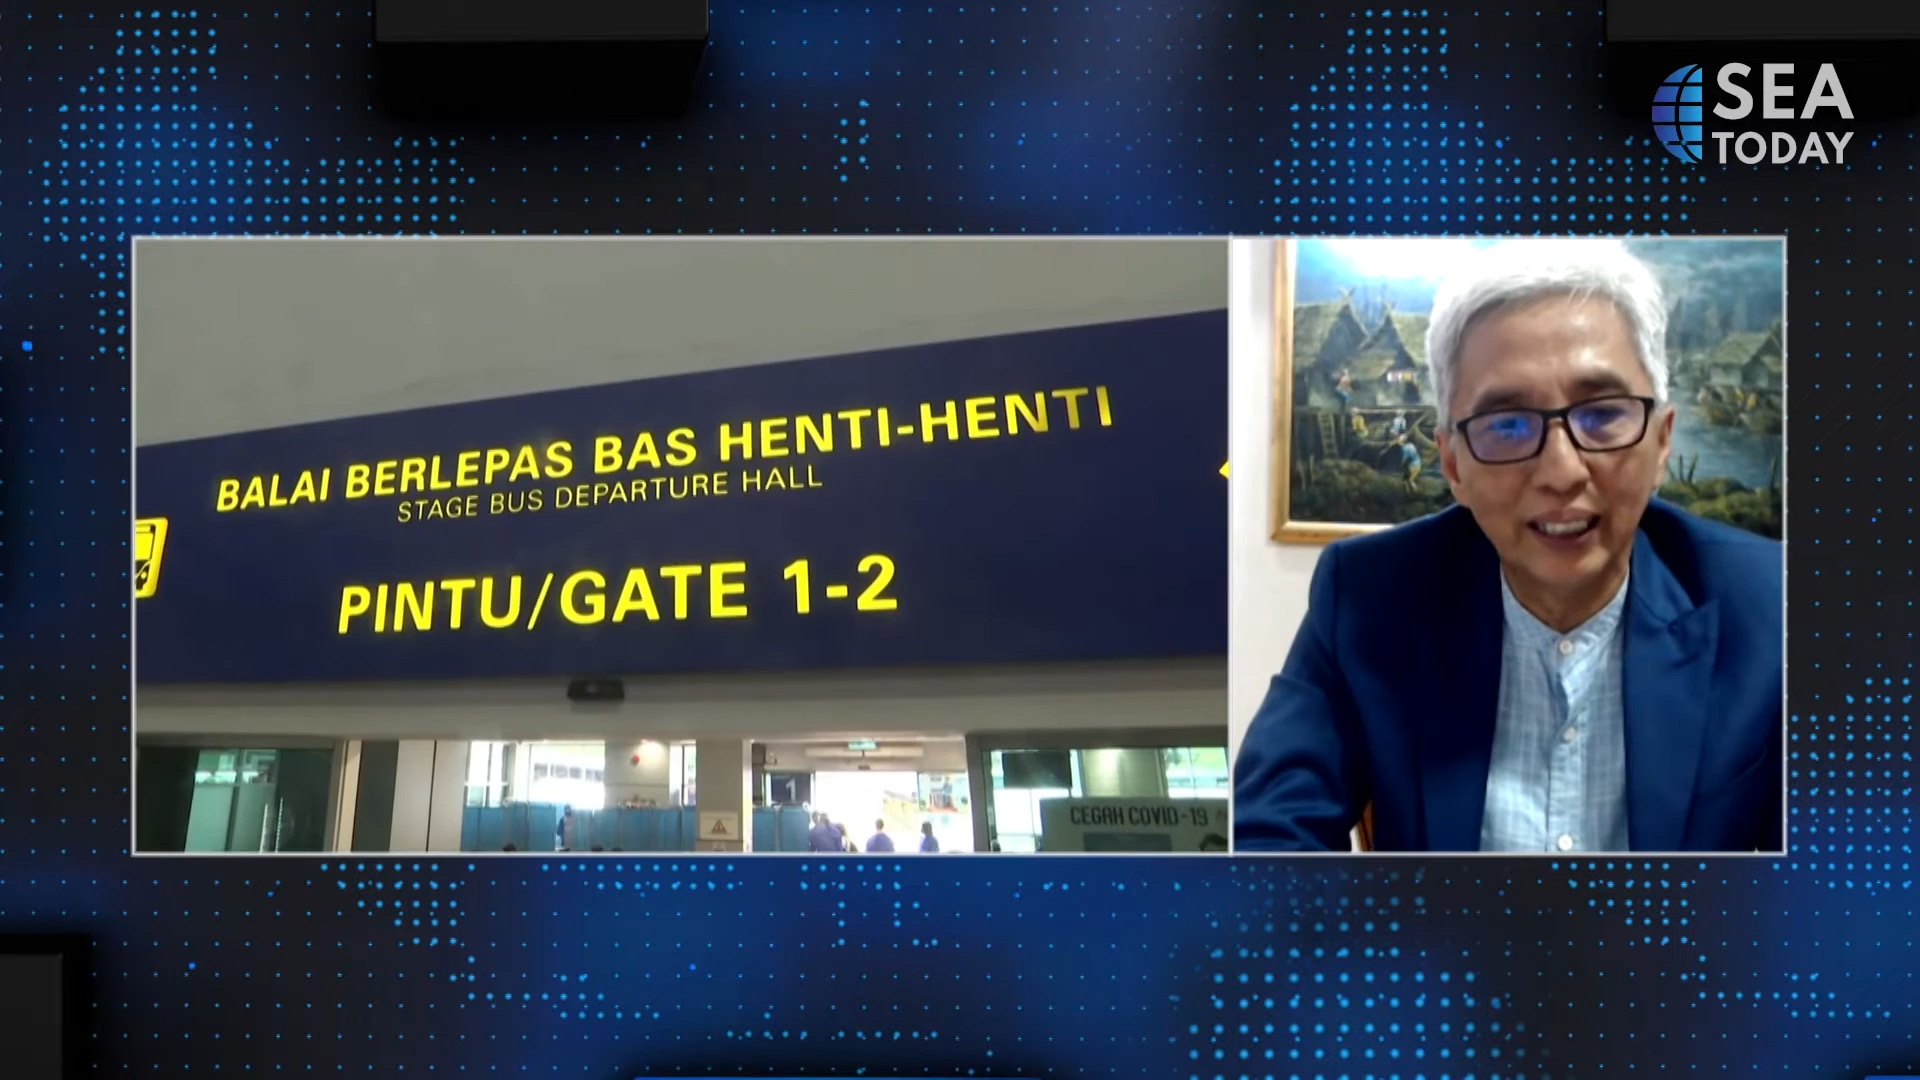 SEA
TODAY
BALAI BERLEPAS BAS HENTI-HENTI
STAGE BUS DEPARTURE HALL
PINTU/GATE 1-2
1
CEGAH COVID-19